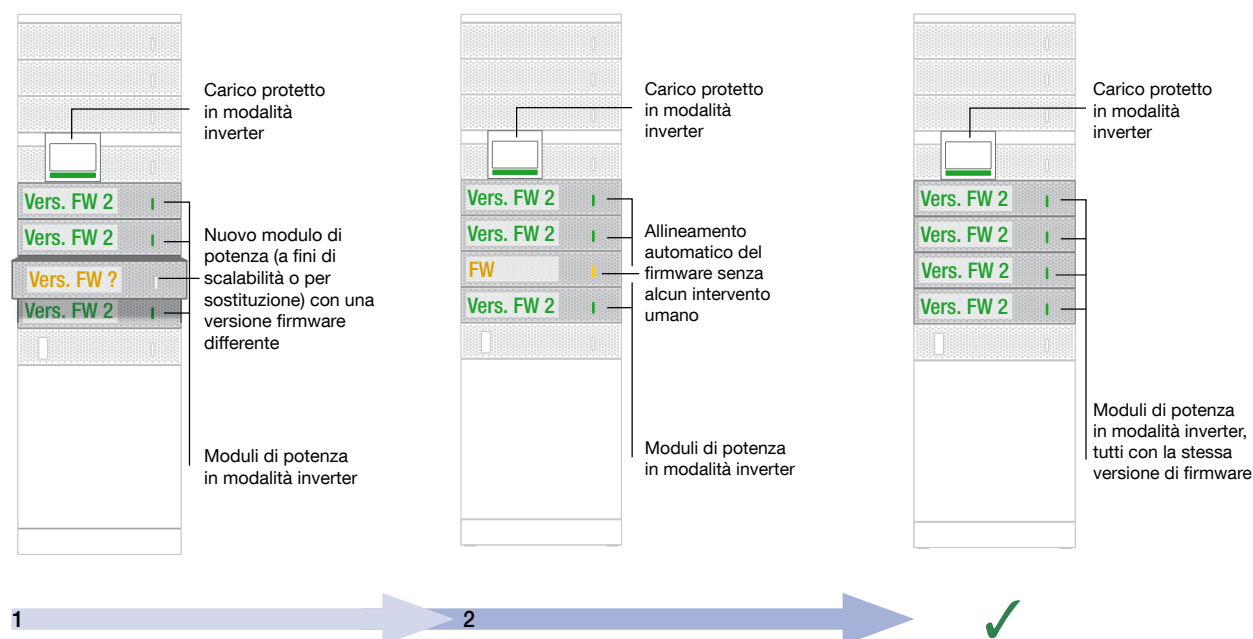 Carico protetto
in modalità
inverter
Vers. FW 2
Vers. FW 2
Vers. FW ?
Vers. FW 2
Nuovo modulo di
potenza (a fini di
scalabilità o per
sostituzione) con una
versione firmware
differente
Moduli di potenza
in modalità inverter
Carico protetto
in modalità
inverter
Vers. FW 2
Vers. FW 2
FW
Vers. FW 2
Allineamento
automatico del
firmware senza
alcun intervento
umano
Moduli di potenza
in modalità inverter
Carico protetto
in modalità
inverter
Vers. FW 2
Vers. FW 2
Vers. FW 2
Vers. FW 2
Moduli di potenza
in modalità inverter,
tutti con la stessa
versione di firmware
1
2